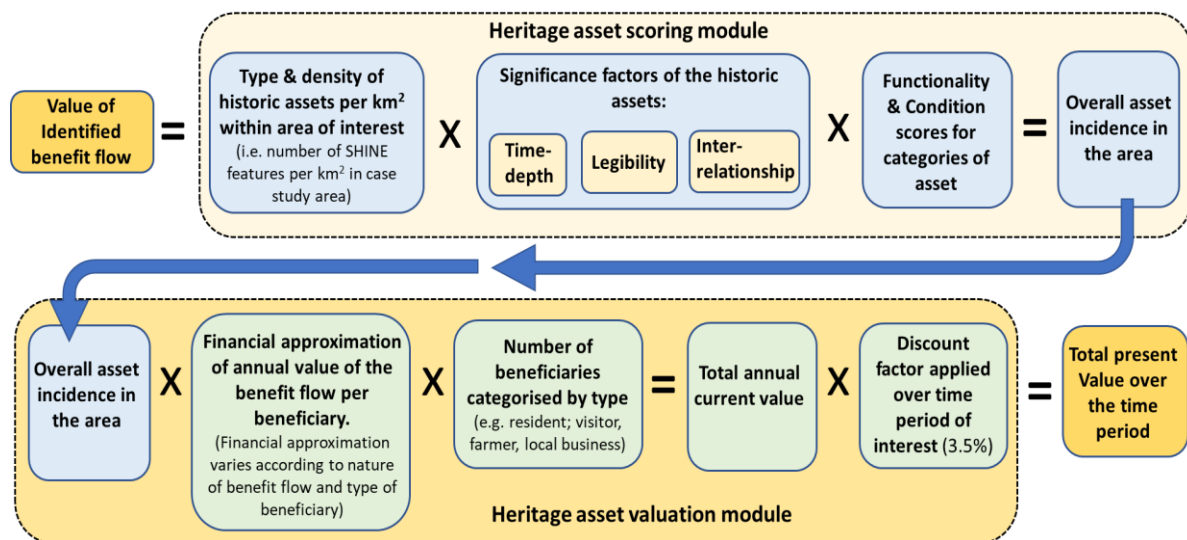 Heritage asset scoring module
Value of
Identified
benefit flow
=
Type & density of
historic assets per km²
within area of interest
(i.e. number of SHINE
features per km² in case
study area)
X
Significance factors of the historic
assets:
Time-
depth
Legibility
Inter-
relationship
X
Functionality
& Condition
scores for
categories of
asset
=
Overall asset
incidence in
the area
Overall asset
incidence in
the area
X
Financial approximation
of annual value of the
benefit flow per
beneficiary.
(Financial approximation
varies according to nature
of benefit flow and type of
beneficiary)
X
Number of
beneficiaries
categorised by type
(e.g. resident; visitor,
farmer, local business)
=
Total annual
current value
X
Discount
factor applied
over time
period of
interest (3.5%)
=
Total present
Value over
the time
period
Heritage asset valuation module